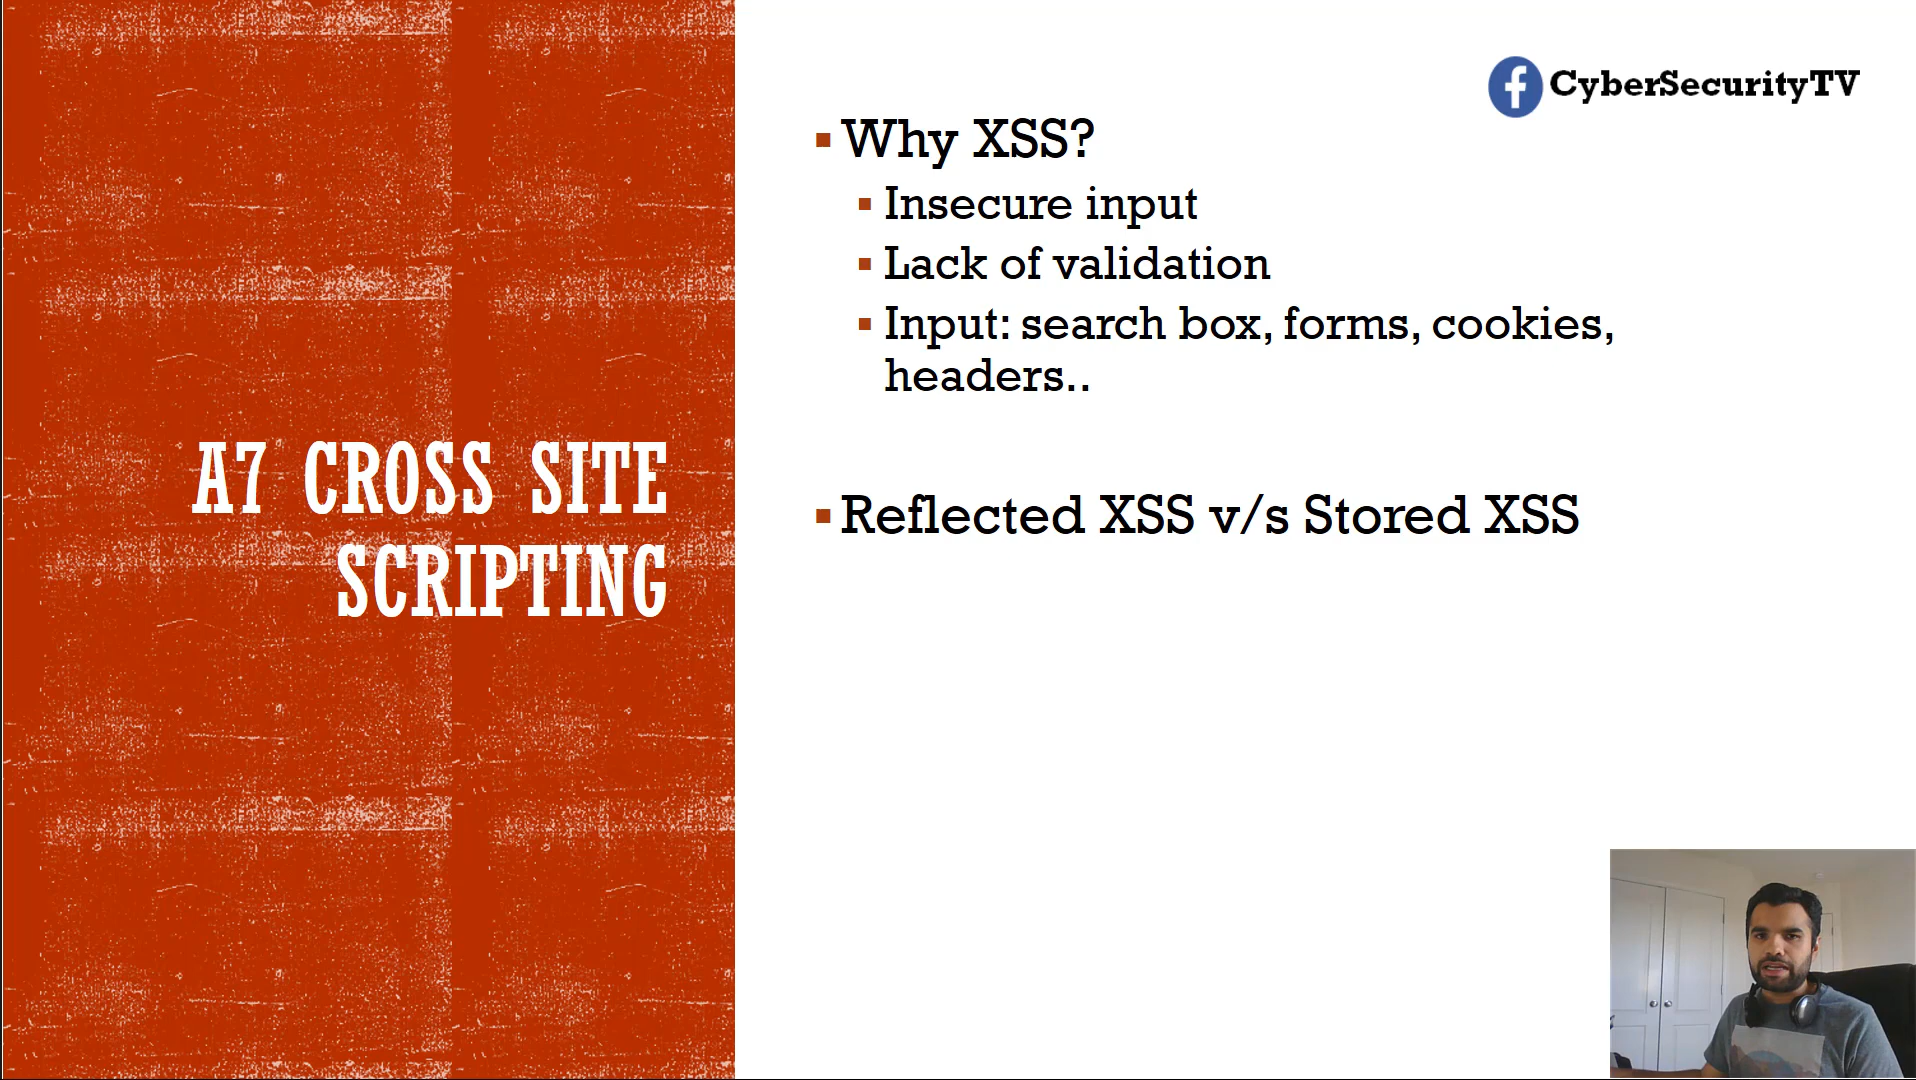 A7 CROSS SITE
SCRIPTING
CyberSecurityTV
Why XSS?
Insecure input
Lack of validation
Input: search box, forms, cookies,
headers..
Reflected XSS v/s Stored XSS